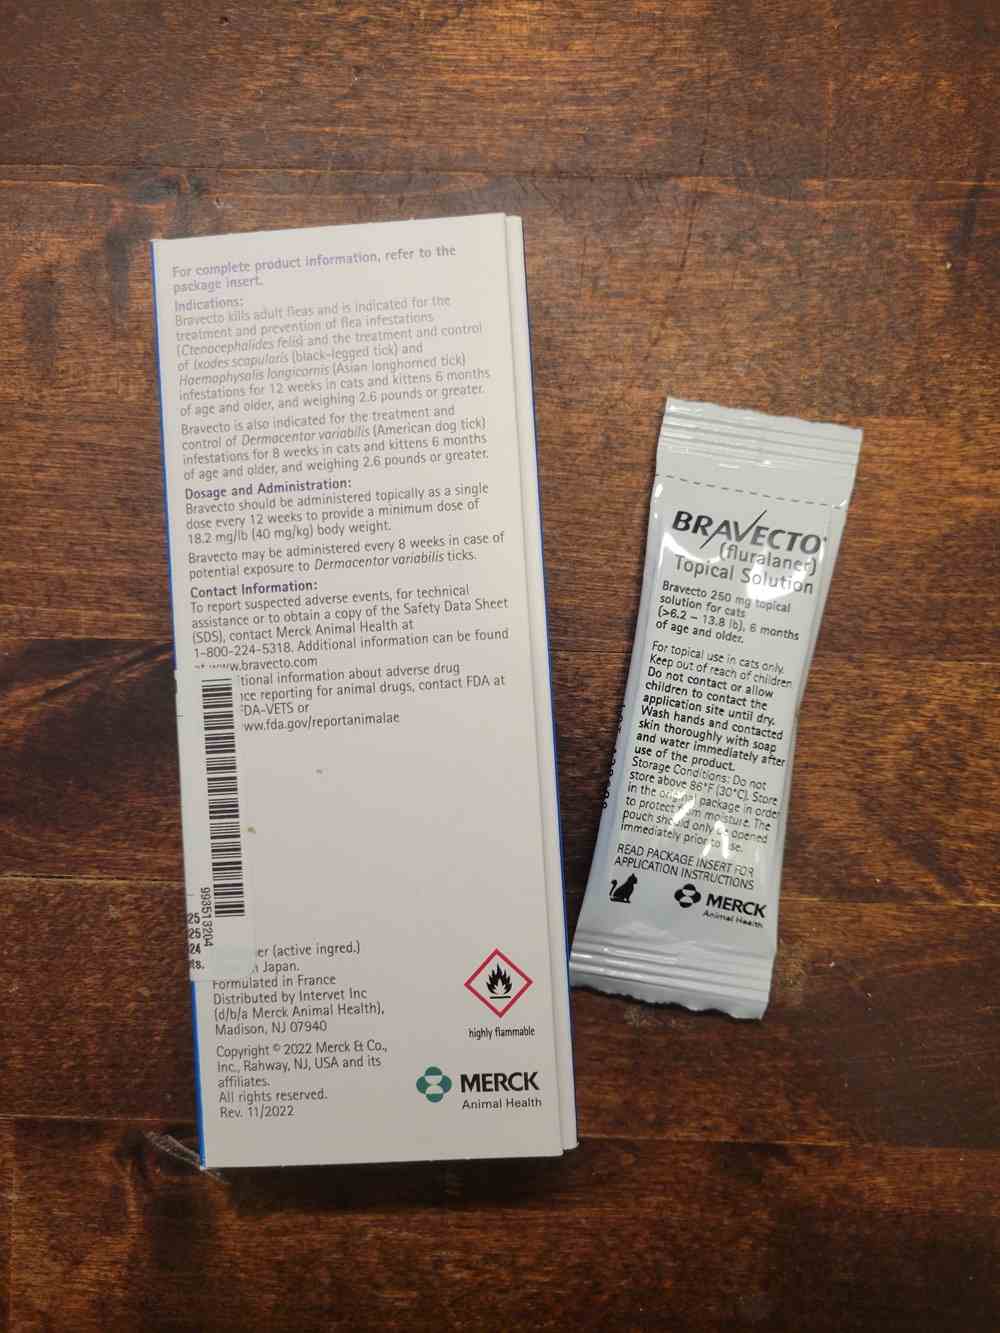 For complete product information, refer to the
package insert.
Indications:
Bravecto kills adult fleas and is indicated for the
treatment and prevention of flea infestations
(Ctenocephalides felis) and the treatment and control
of Ixodes scapularis (black-legged tick) and
Haemaphysalis longicornis (Asian longhorned tick)
infestations for 12 weeks in cats and kittens 6 months
of age and older, and weighing 2.6 pounds or greater.
Bravecto is also indicated for the treatment and
control of Dermacentor variabilis (American dog tick)
infestations for 8 weeks in cats and kittens 6 months
of age and older, and weighing 2.6 pounds or greater.
Dosage and Administration:
Bravecto should be administered topically as a single
dose every 12 weeks to provide a minimum dose of
18.2 mg/lb (40 mg/kg) body weight.
Bravecto may be administered every 8 weeks in case of
potential exposure to Dermacentor variabilis ticks.
Contact Information:
To report suspected adverse events, for technical
assistance or to obtain a copy of the Safety Data Sheet
(SDS), contact Merck Animal Health at
1-800-224-5318. Additional information can be found
at www.bravecto.com
tional information about adverse drug
nce reporting for animal drugs, contact FDA at
FDA-VETS or
ww.fda.gov/reportanimalae
99351 3204
25
25
24
ts.
er (active ingred.)
n Japan.
Formulated in France
Distributed by Intervet Inc
(d/b/a Merck Animal Health),
Madison, NJ 07940
Copyright © 2022 Merck & Co.,
Inc., Rahway, NJ, USA and its
affiliates.
All rights reserved.
Rev. 11/2022
highly flammable
MERCK
Animal Health
BRAVECTO
(fluralaner)
Topical Solution
Bravecto 250 mg topical
solution for cats
(>6.2 – 13.8 lb), 6 months
of age and older.
For topical use in cats only.
Keep out of reach of children.
Do not contact or allow
children to contact the
application site until dry.
Wash hands and contacted
skin thoroughly with soap
and water immediately after
use of the product.
Storage Conditions: Do not
store above 86°F (30°C). Store
in the original package in order
to protect from moisture. The
pouch should only be opened
immediately prior to use.
READ PACKAGE INSERT FOR
APPLICATION INSTRUCTIONS
MERCK
Animal Health